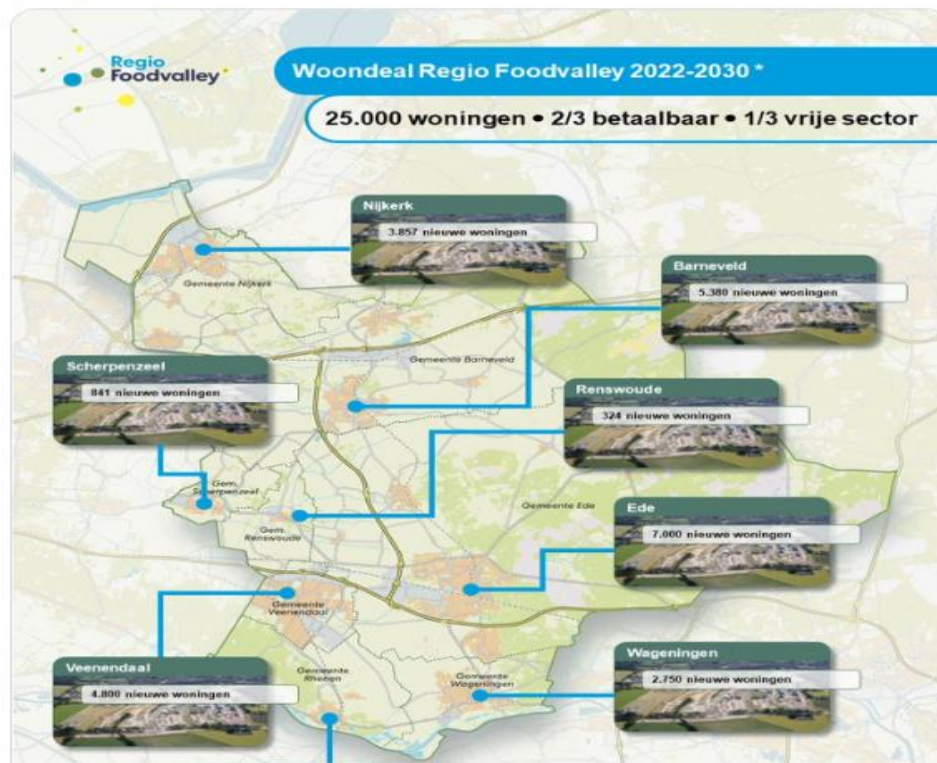 Regio
Foodvalley
Woondeal Regio Foodvalley 2022-2030 *
25.000 woningen • 2/3 betaalbaar • 1/3 vrije sector
Nijkerk
3.857 nieuwe woningen
Gemeente Nijkerk
Barneveld
5.380 nieuwe woningen
Gemeente Barneveld
Scherpenzeel
841 nieuwe woningen
Renswoude
324 nieuwe woningen
Gem.
Scherpenzeel
Gem.
Renswoude
Gemeente Ede
Ede
7.000 nieuwe woningen
Gemeente
Veenendaal
Veenendaal
4.800 nieuwe woningen
Gemeente
Rhenen
Gemeente
Wageningen
Wageningen
2.750 nieuwe woningen